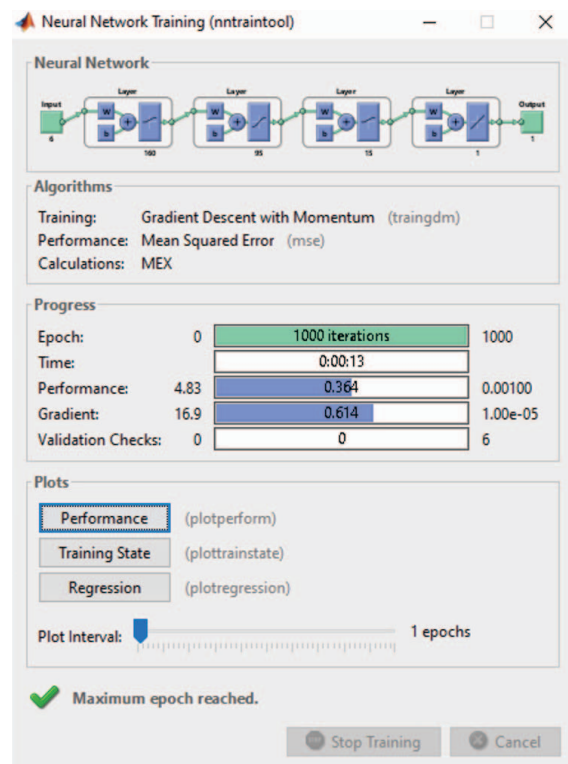 Neural Network Training (nntraintool)
Neural Network
Layer Layer Layer Layer
Input Output
W W W W
b b b b
6 160 95 15 1 1
Algorithms
Training: Gradient Descent with Momentum (traingdm)
Performance: Mean Squared Error (mse)
Calculations: MEX
Progress
Epoch: 0 1000 iterations 1000
Time: 0:00:13
Performance: 4.83 0.364 0.00100
Gradient: 16.9 0.614 1.00e-05
Validation Checks: 0 0 6
Plots
Performance (plotperform)
Training State (plottrainstate)
Regression (plotregression)
Plot Interval: 1 epochs
Maximum epoch reached.
Stop Training Cancel